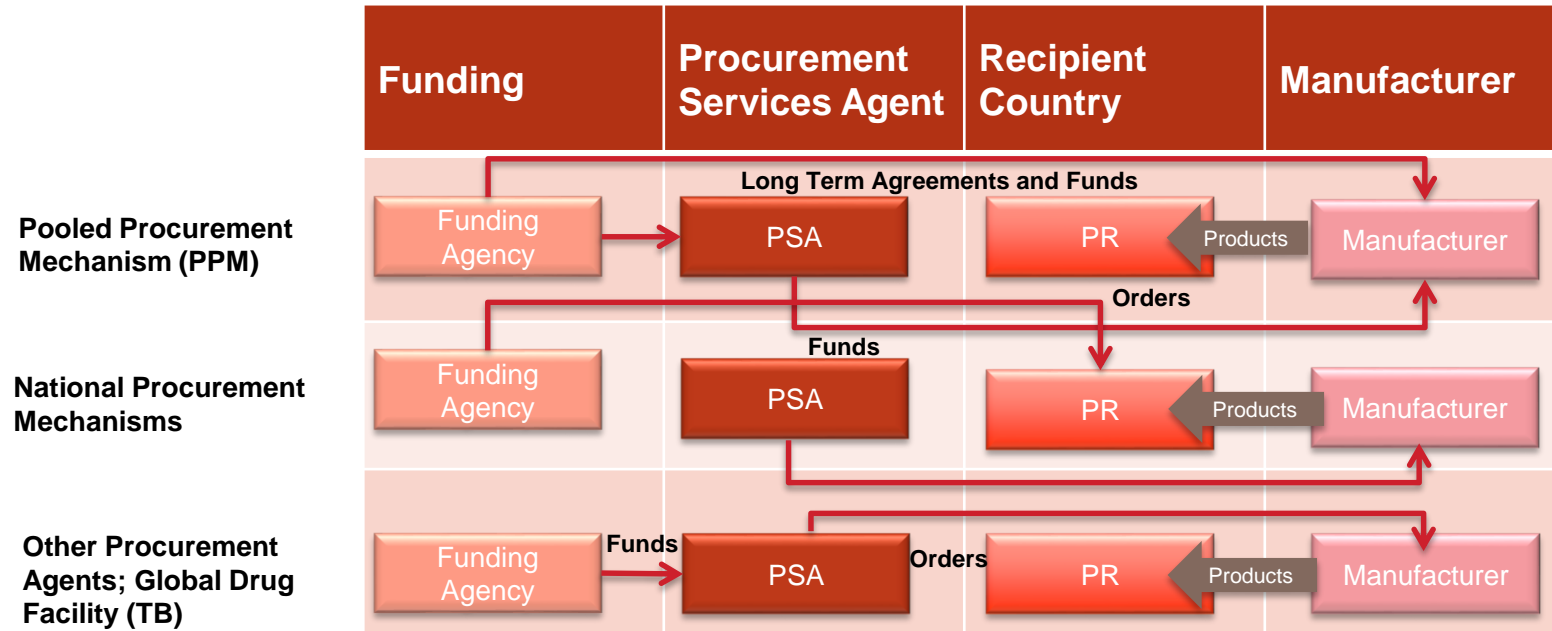 Funding
Procurement
Services Agent
Recipient
Country
Manufacturer
Pooled Procurement
Mechanism (PPM)
Long Term Agreements and Funds
Funding
Agency
PSA
PR
Products
Manufacturer
Orders
National Procurement
Mechanisms
Funds
Funding
Agency
PSA
PR
Products
Manufacturer
Other Procurement
Agents; Global Drug
Facility (TB)
Funding
Agency
Funds
PSA
Orders
PR
Products
Manufacturer